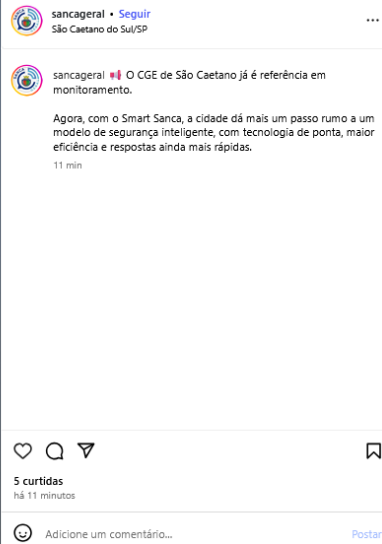 sancageral • Seguir
São Caetano do Sul/SP
sancageral 📢 O CGE de São Caetano já é referência em
monitoramento.
Agora, com o Smart Sanca, a cidade dá mais um passo rumo a um
modelo de segurança inteligente, com tecnologia de ponta, maior
eficiência e respostas ainda mais rápidas.
11 min
5 curtidas
há 11 minutos
Adicione um comentário...
Postar